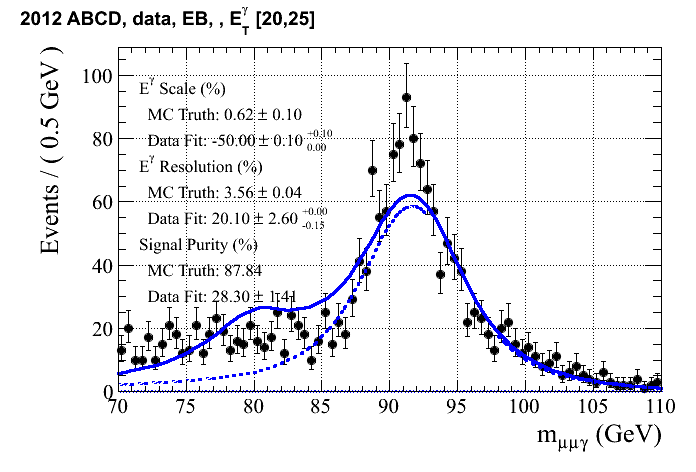 2012 ABCD, data, EB, , E_T^γ [20,25]
Events / ( 0.5 GeV )
100
80
60
40
20
0
E^γ Scale (%)
MC Truth: 0.62 ± 0.10
Data Fit: -50.00 ± 0.10 +0.10 0.00
E^γ Resolution (%)
MC Truth: 3.56 ± 0.04
Data Fit: 20.10 ± 2.60 +0.00 -0.15
Signal Purity (%)
MC Truth: 87.84
Data Fit: 28.30 ± 1.41
70 75 80 85 90 95 100 105 110
m_μμγ (GeV)